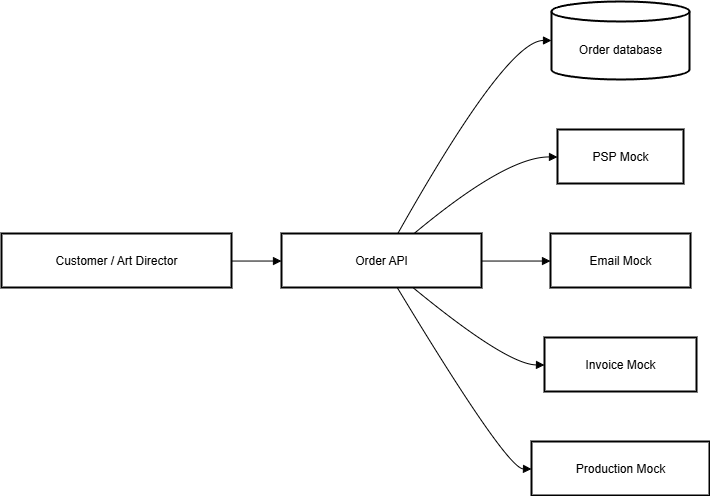 Order database
PSP Mock
Customer / Art Director
Order API
Email Mock
Invoice Mock
Production Mock